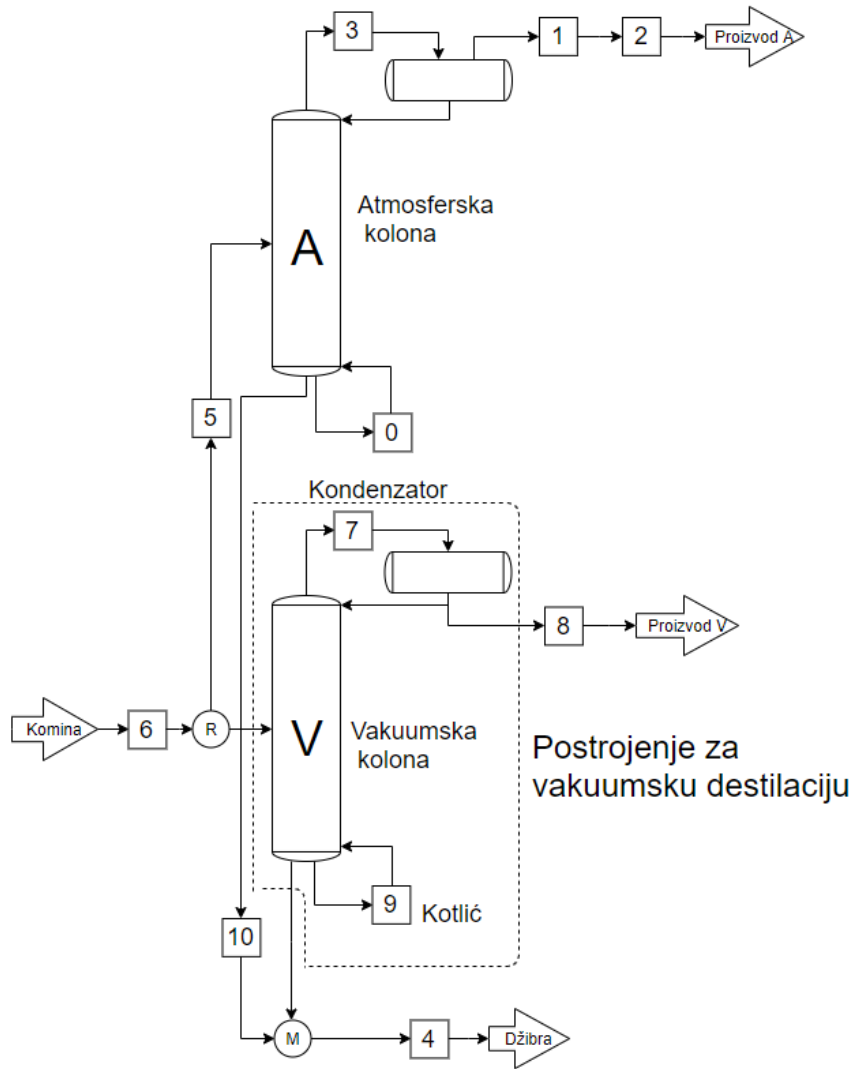 3
1
2
Proizvod A
Atmosferska
kolona
A
5
0
Kondenzator
7
8
Proizvod V
Komina
6
R
V
Vakuumska
kolona
Postrojenje za
vakuumsku destilaciju
9
Kotlić
10
M
4
Džibra